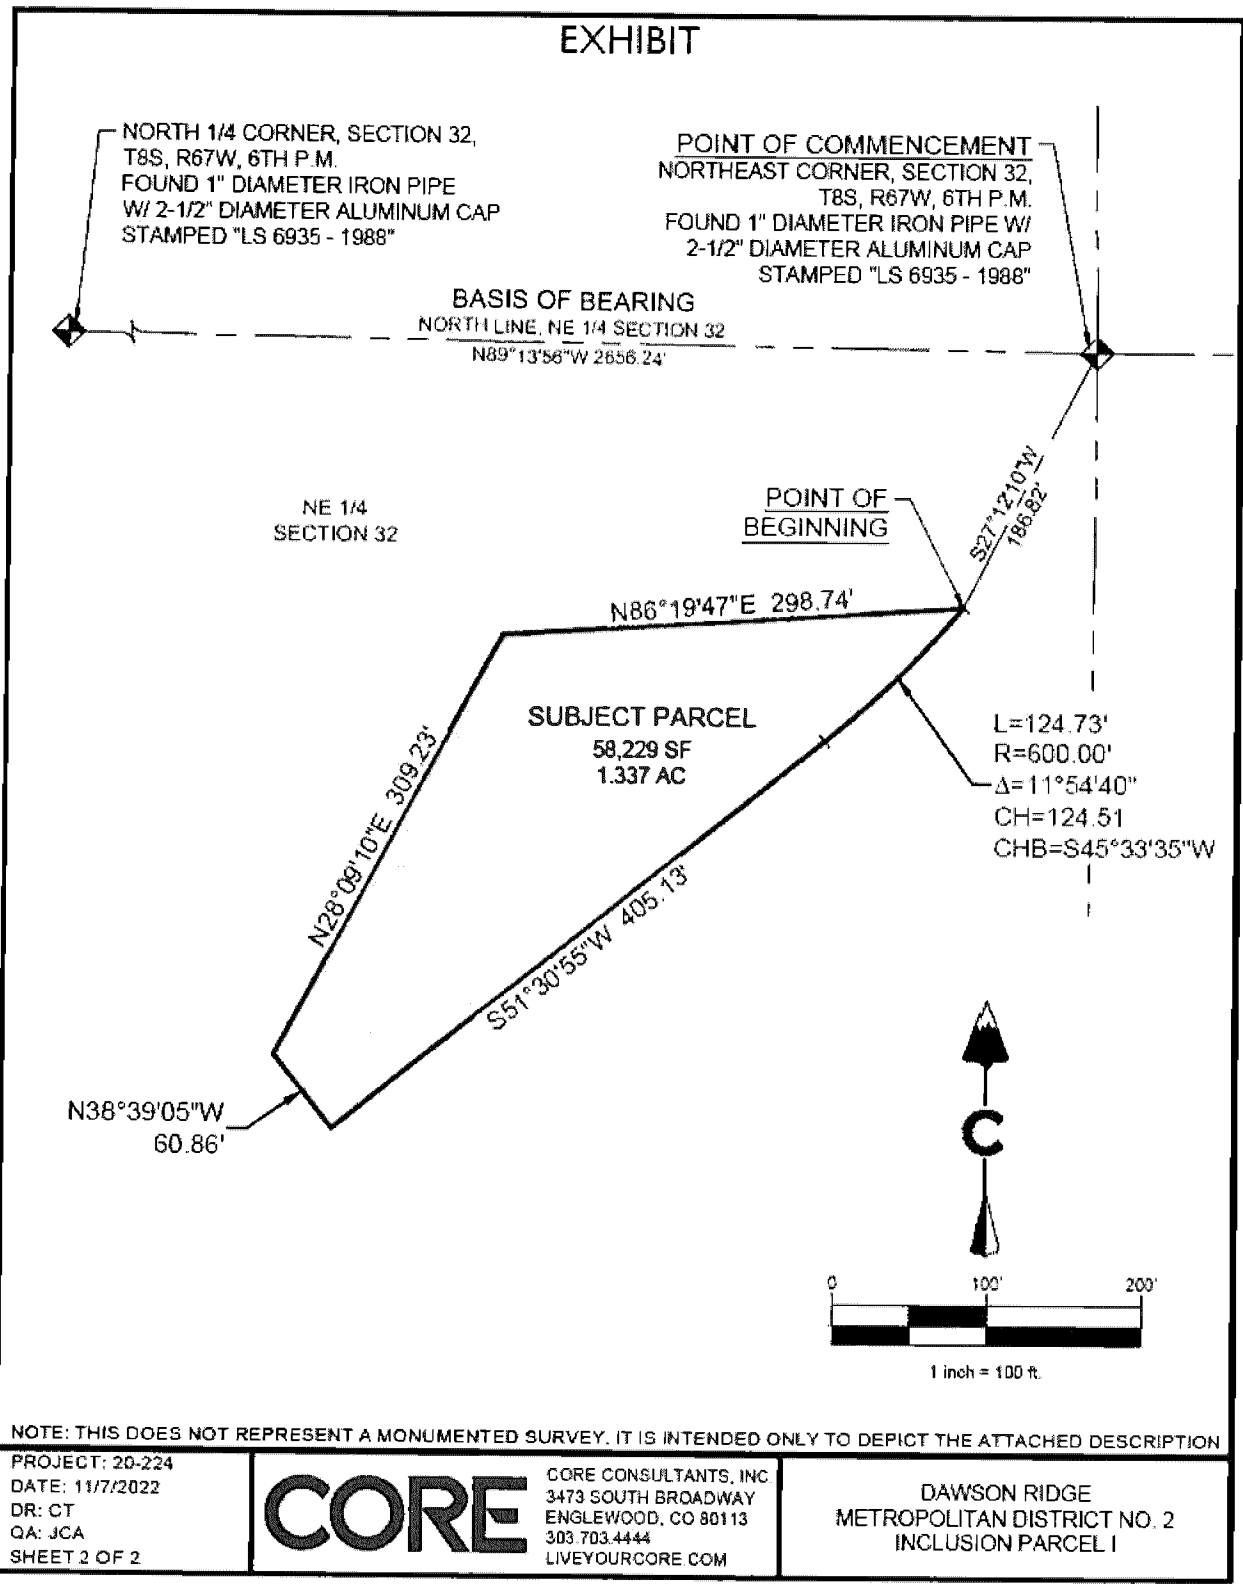 EXHIBIT
NORTH 1/4 CORNER, SECTION 32,
T8S, R67W, 6TH P.M.
FOUND 1" DIAMETER IRON PIPE
W/ 2-1/2" DIAMETER ALUMINUM CAP
STAMPED "LS 6935 - 1988"
POINT OF COMMENCEMENT
NORTHEAST CORNER, SECTION 32,
T8S, R67W, 6TH P.M.
FOUND 1" DIAMETER IRON PIPE W/
2-1/2" DIAMETER ALUMINUM CAP
STAMPED "LS 6935 - 1988"
BASIS OF BEARING
NORTH LINE, NE 1/4 SECTION 32
N89°13'56"W 2656.24'
S27°12'10"W
186.82'
NE 1/4
SECTION 32
POINT OF
BEGINNING
N86°19'47"E 298.74'
SUBJECT PARCEL
58,229 SF
1.337 AC
L=124.73'
R=600.00'
Δ=11°54'40"
CH=124.51
CHB=S45°33'35"W
N28°09'10"E 309.23'
S51°30'55"W 405.13'
N38°39'05"W
60.86'
C
0 100' 200'
1 inch = 100 ft.
NOTE: THIS DOES NOT REPRESENT A MONUMENTED SURVEY. IT IS INTENDED ONLY TO DEPICT THE ATTACHED DESCRIPTION
PROJECT: 20-224
DATE: 11/7/2022
DR: CT
QA: JCA
SHEET 2 OF 2
CORE
CORE CONSULTANTS, INC
3473 SOUTH BROADWAY
ENGLEWOOD, CO 80113
303.703.4444
LIVEYOURCORE.COM
DAWSON RIDGE
METROPOLITAN DISTRICT NO. 2
INCLUSION PARCEL I